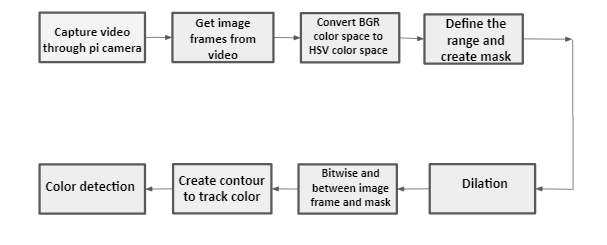 Capture video
through pi camera
Get image
frames from
video
Convert BGR
color space to
HSV color space
Define the
range and
create mask
Dilation
Bitwise and
between image
frame and mask
Create contour
to track color
Color detection